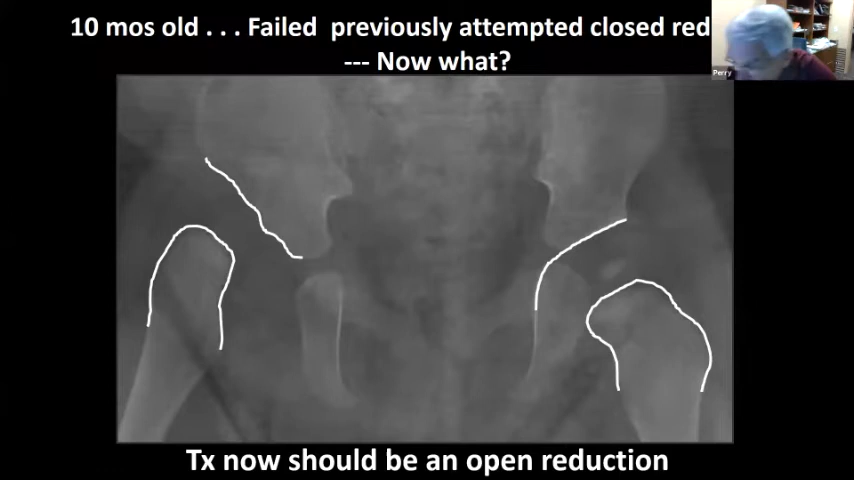 10 mos old . . . Failed previously attempted closed red
--- Now what?
Perry
Tx now should be an open reduction